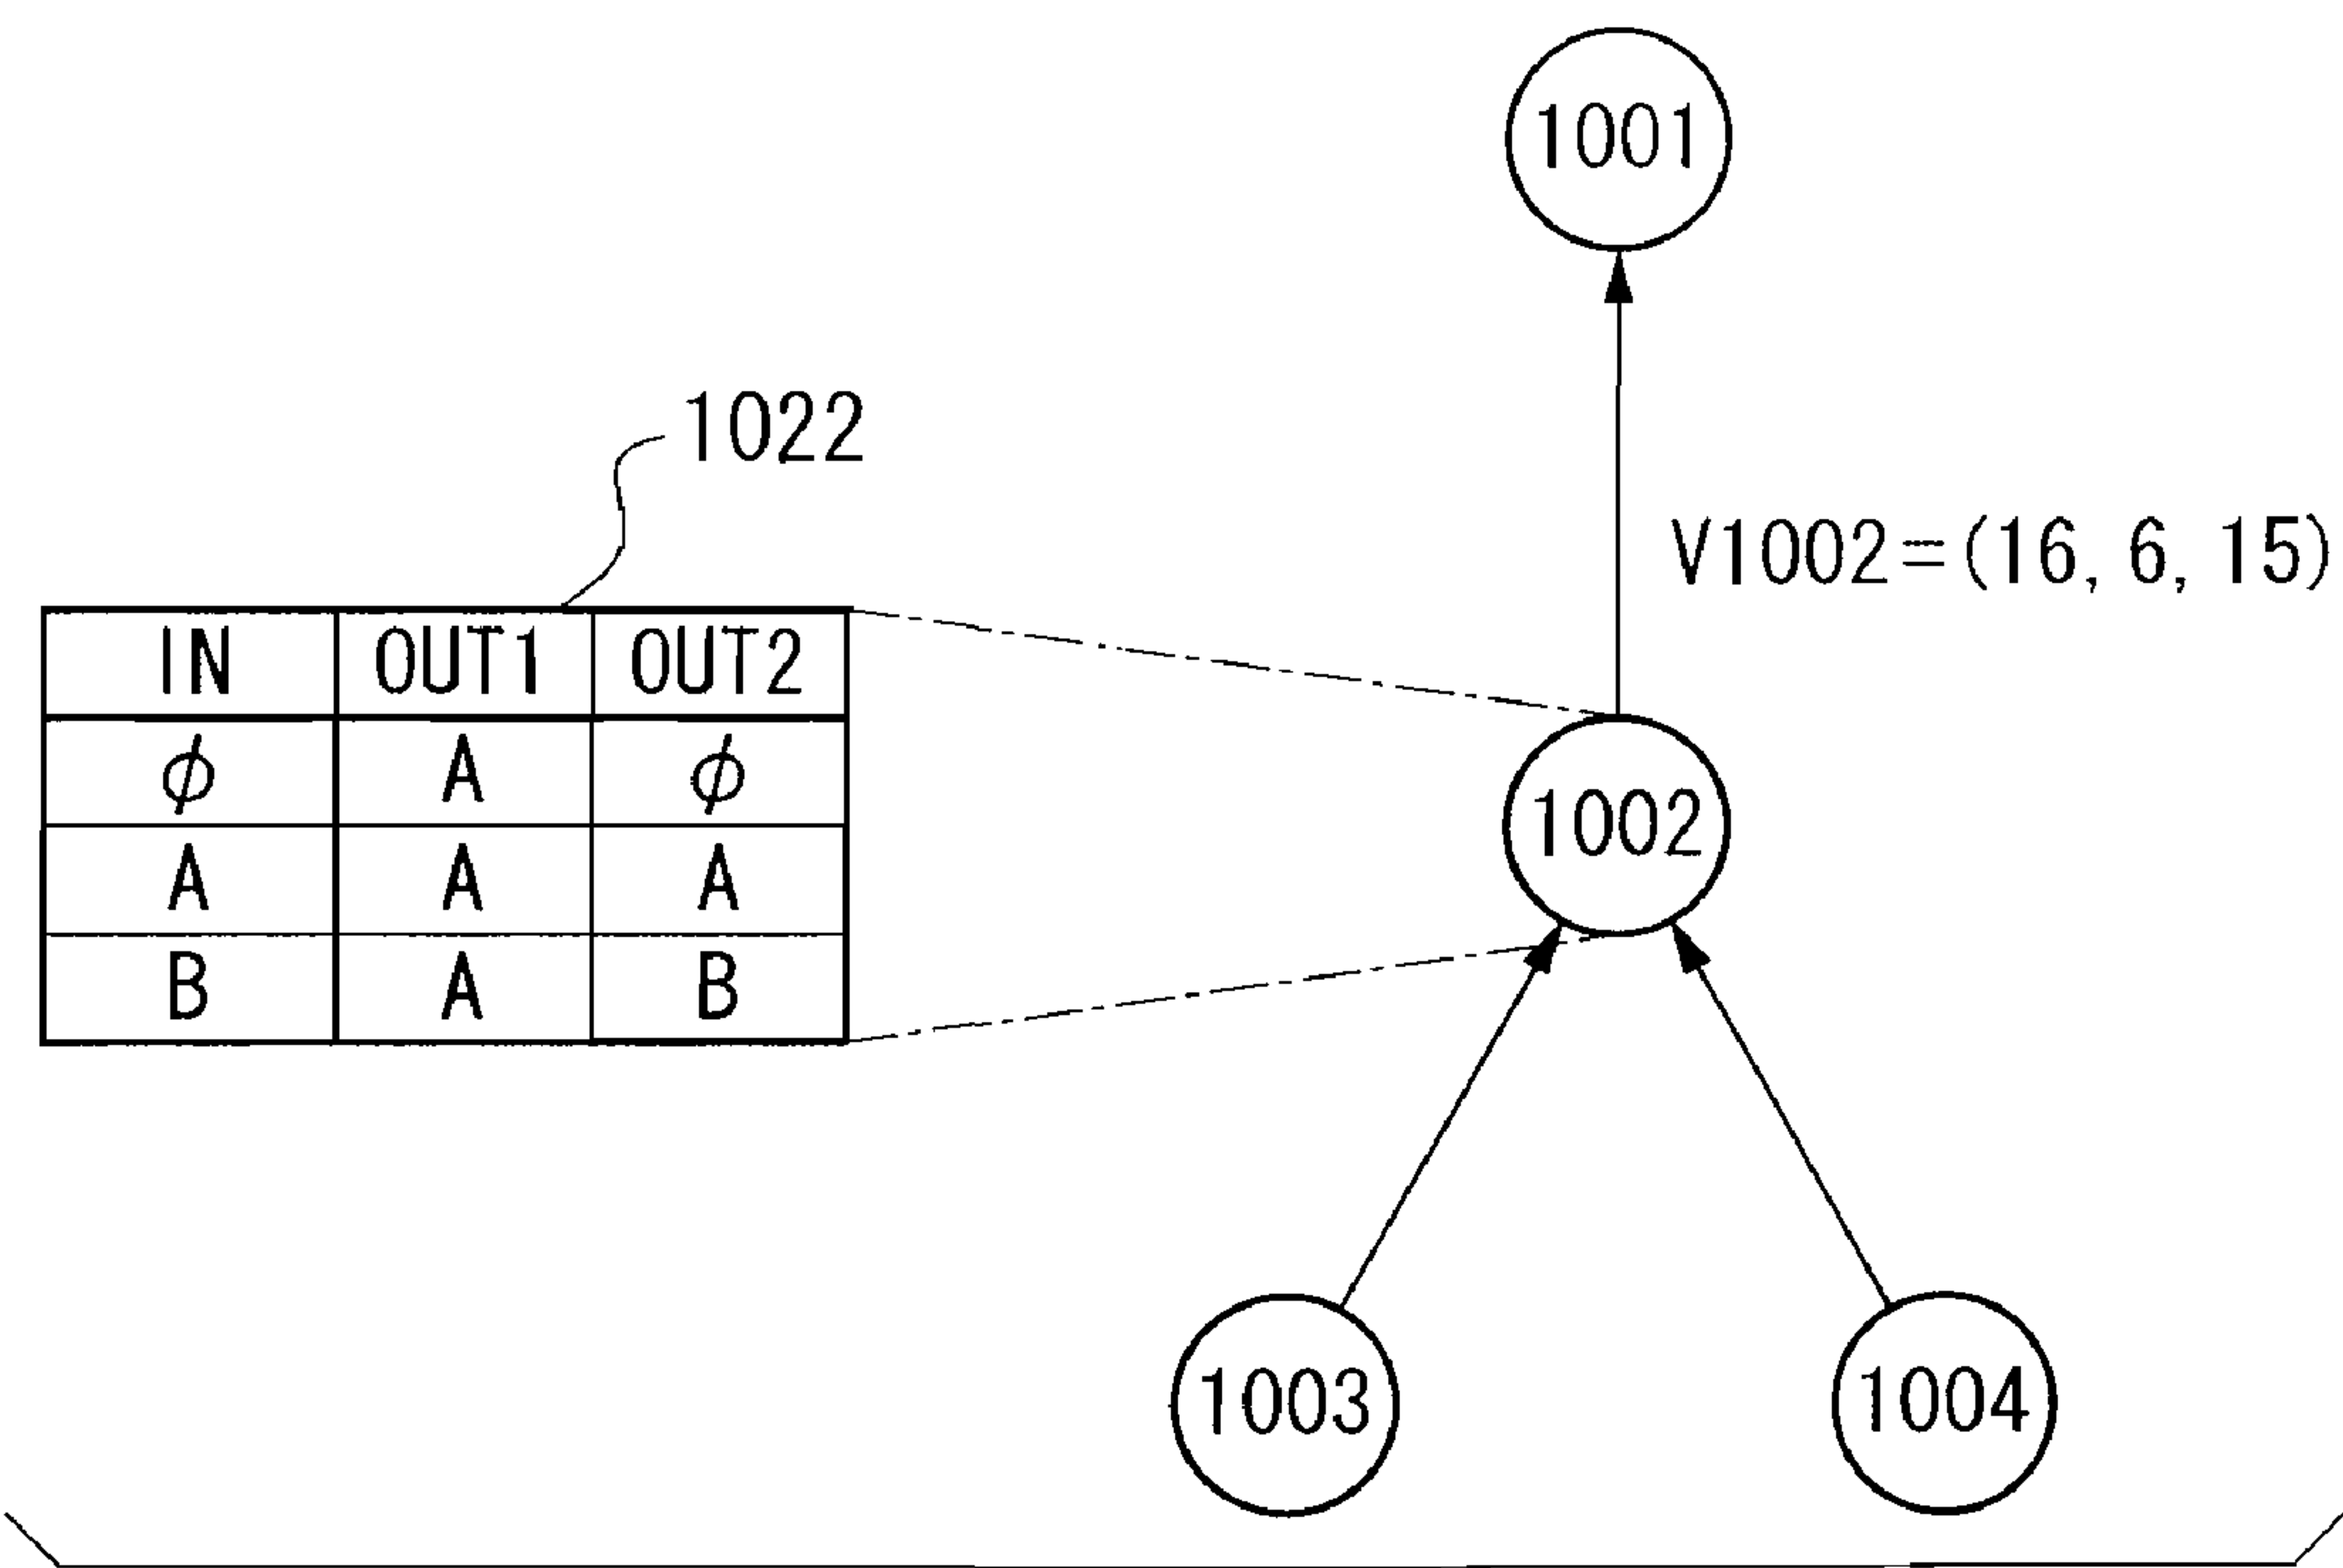 1001
1022
V1002=(16, 6, 15)
IN OUT1 OUT2
ϕ A ϕ
A A A
B A B
1002
1003 1004